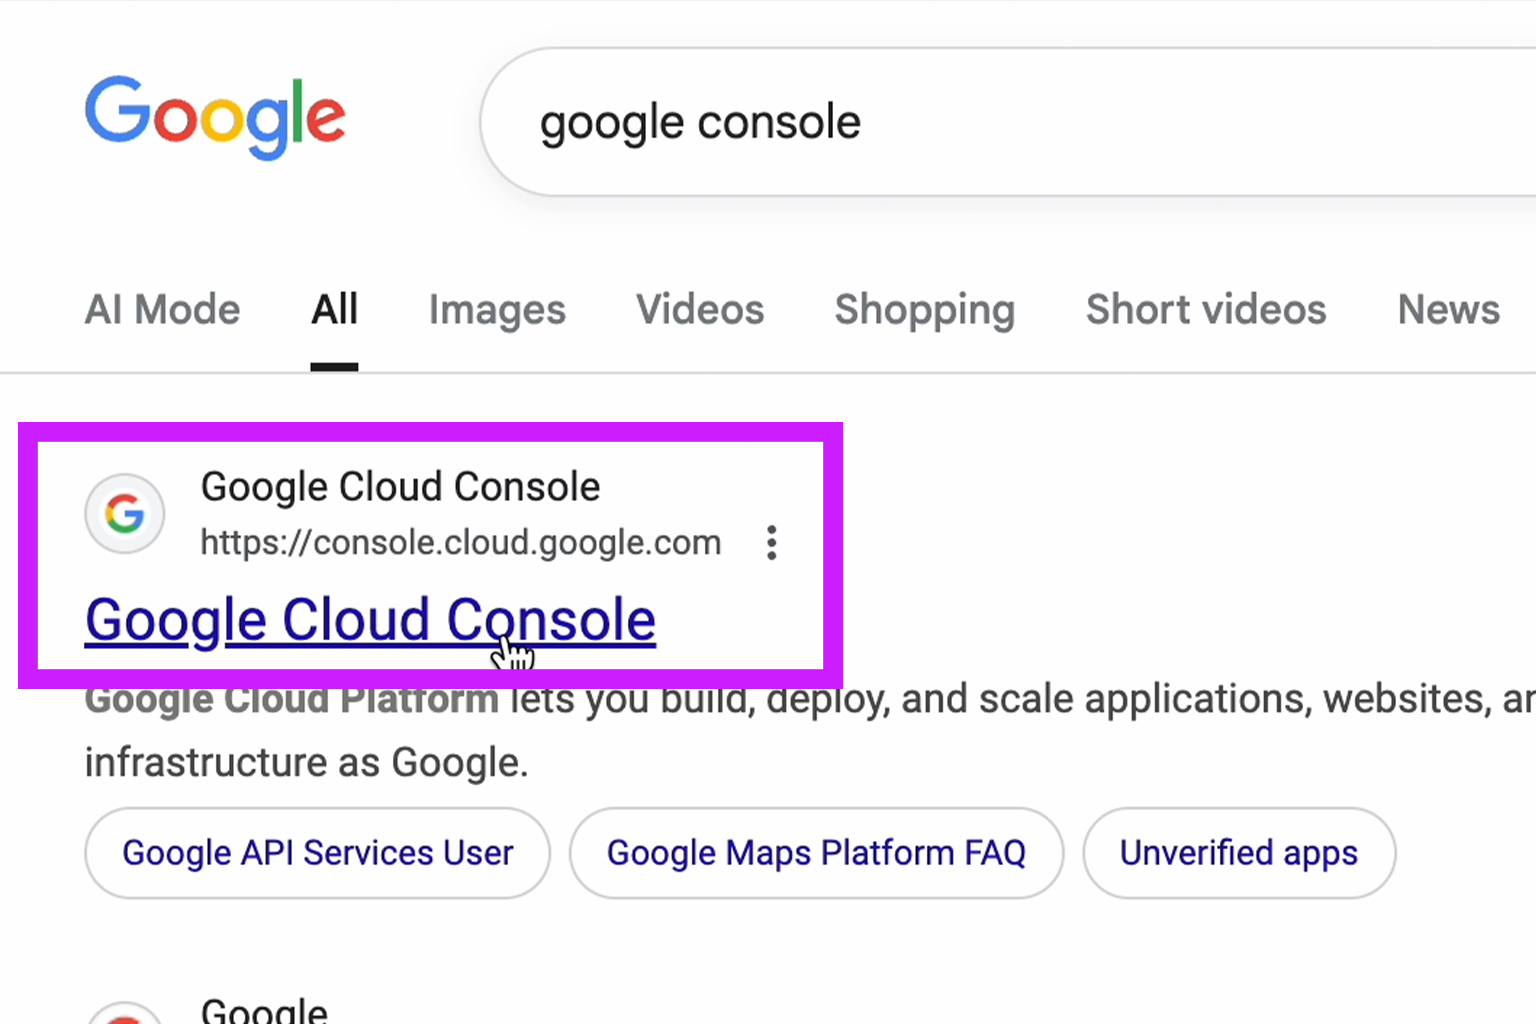 Google
google console
AI Mode All Images Videos Shopping Short videos News
Google Cloud Console
https://console.cloud.google.com
Google Cloud Console
Google Cloud Platform lets you build, deploy, and scale applications, websites,
infrastructure as Google.
Google API Services User Google Maps Platform FAQ Unverified apps
Google